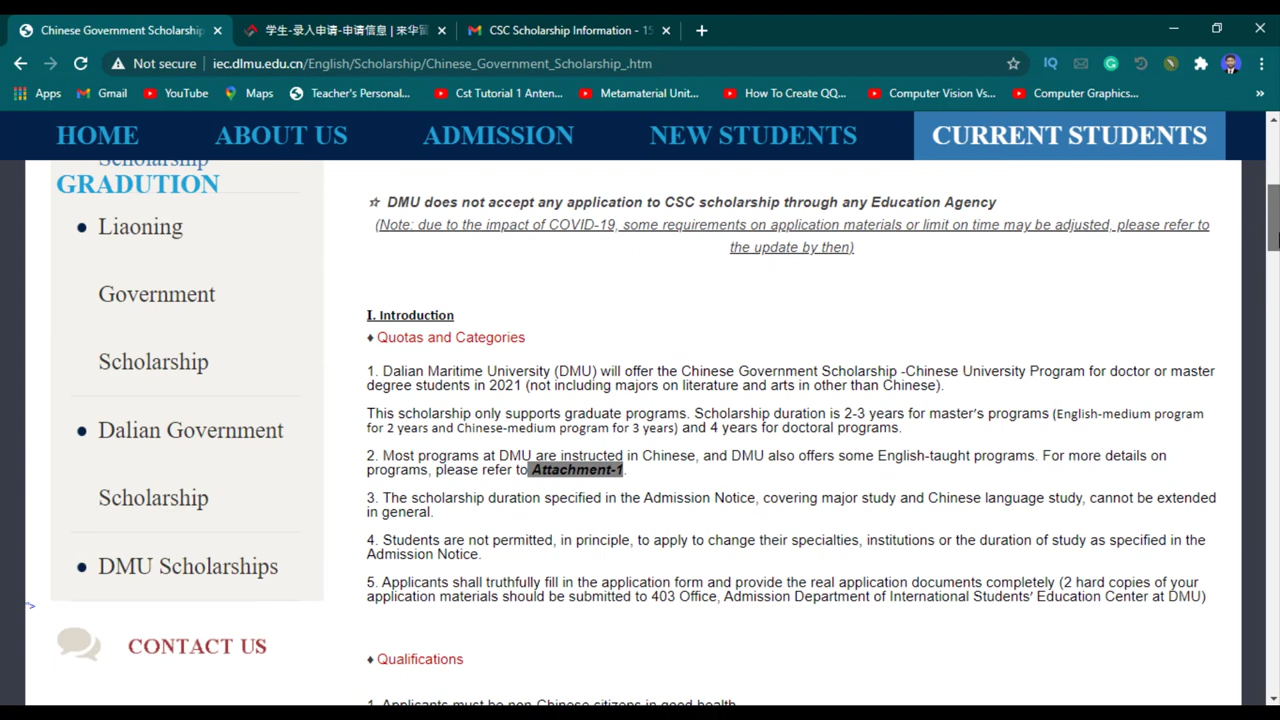 Chinese Government Scholarship
学生-录入申请-申请信息 | 来华留
CSC Scholarship Information - 15
Not secure
iec.dlmu.edu.cn/English/Scholarship/Chinese_Government_Scholarship_.htm
Apps
Gmail
YouTube
Maps
Teacher's Personal...
Cst Tutorial 1 Anten...
Metamaterial Unit...
How To Create QQ...
Computer Vision Vs...
Computer Graphics...
»
HOME
ABOUT US
ADMISSION
NEW STUDENTS
CURRENT STUDENTS
Scholarship
GRADUTION
Liaoning
Government
Scholarship
Dalian Government
Scholarship
DMU Scholarships
">
CONTACT US
☆ DMU does not accept any application to CSC scholarship through any Education Agency
(Note: due to the impact of COVID-19, some requirements on application materials or limit on time may be adjusted, please refer to
the update by then)
I. Introduction
♦ Quotas and Categories
1. Dalian Maritime University (DMU) will offer the Chinese Government Scholarship -Chinese University Program for doctor or master
degree students in 2021 (not including majors on literature and arts in other than Chinese).
This scholarship only supports graduate programs. Scholarship duration is 2-3 years for master's programs (English-medium program
for 2 years and Chinese-medium program for 3 years) and 4 years for doctoral programs.
2. Most programs at DMU are instructed in Chinese, and DMU also offers some English-taught programs. For more details on
programs, please refer to Attachment-1.
3. The scholarship duration specified in the Admission Notice, covering major study and Chinese language study, cannot be extended
in general.
4. Students are not permitted, in principle, to apply to change their specialties, institutions or the duration of study as specified in the
Admission Notice.
5. Applicants shall truthfully fill in the application form and provide the real application documents completely (2 hard copies of your
application materials should be submitted to 403 Office, Admission Department of International Students' Education Center at DMU)
♦ Qualifications
1. Applicants must be non-Chinese citizens in good health